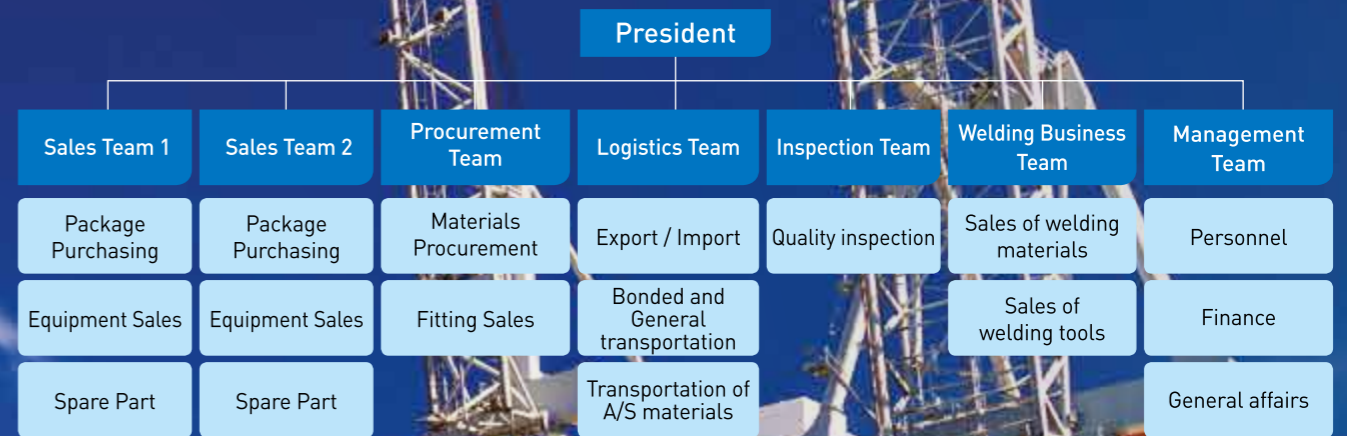 President
Sales Team 1
Sales Team 2
Procurement
Team
Logistics Team
Inspection Team
Welding Business
Team
Management
Team
Package
Purchasing
Package
Purchasing
Materials
Procurement
Export / Import
Quality inspection
Sales of welding
materials
Personnel
Equipment Sales
Equipment Sales
Fitting Sales
Bonded and
General
transportation
Sales of
welding tools
Finance
Spare Part
Spare Part
Transportation of
A/S materials
General affairs